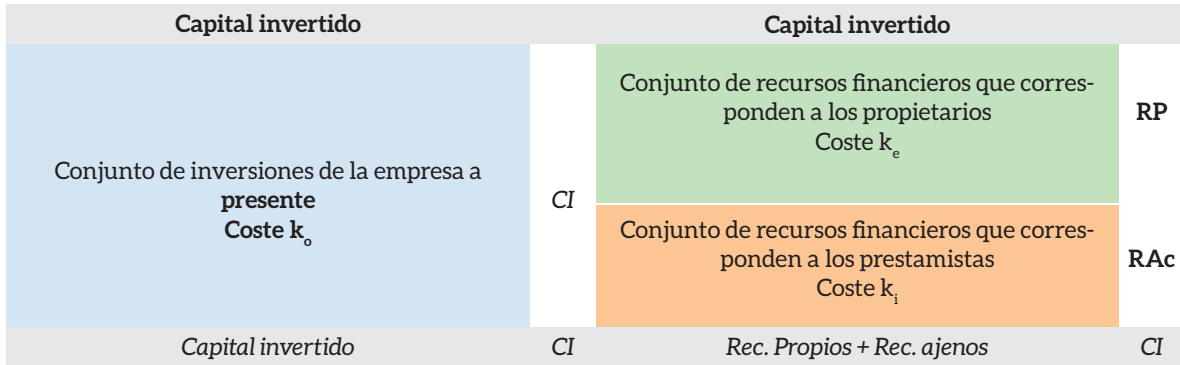 Capital invertido
Capital invertido
Conjunto de inversiones de la empresa a
presente
Coste kₒ
CI
Conjunto de recursos financieros que corres-
ponden a los propietarios
Coste kₑ
RP
Conjunto de recursos financieros que corres-
ponden a los prestamistas
Coste kᵢ
RAc
Capital invertido
CI
Rec. Propios + Rec. ajenos
CI